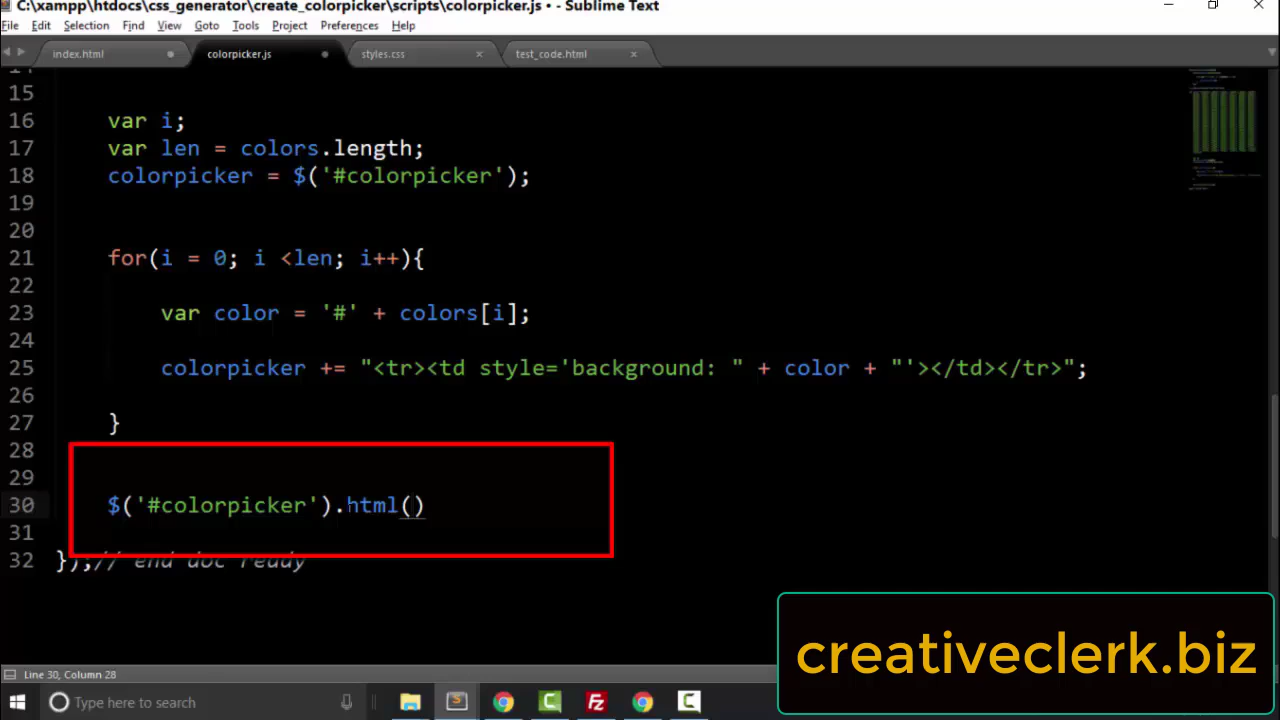 C:\xampp\htdocs\css_generator\create_colorpicker\scripts\colorpicker.js • - Sublime Text
File Edit Selection Find View Goto Tools Project Preferences Help
index.html colorpicker.js styles.css test_code.html
15
16 var i;
17 var len = colors.length;
18 colorpicker = $('#colorpicker');
19
20
21 for(i = 0; i <len; i++){
22
23 var color = '#' + colors[i];
24
25 colorpicker += "<tr><td style='background: " + color + "'></td></tr>";
26
27 }
28
29
30 $('#colorpicker').html()
31
32 });// end doc ready
creativeclerk.biz
Line 30, Column 28
Type here to search